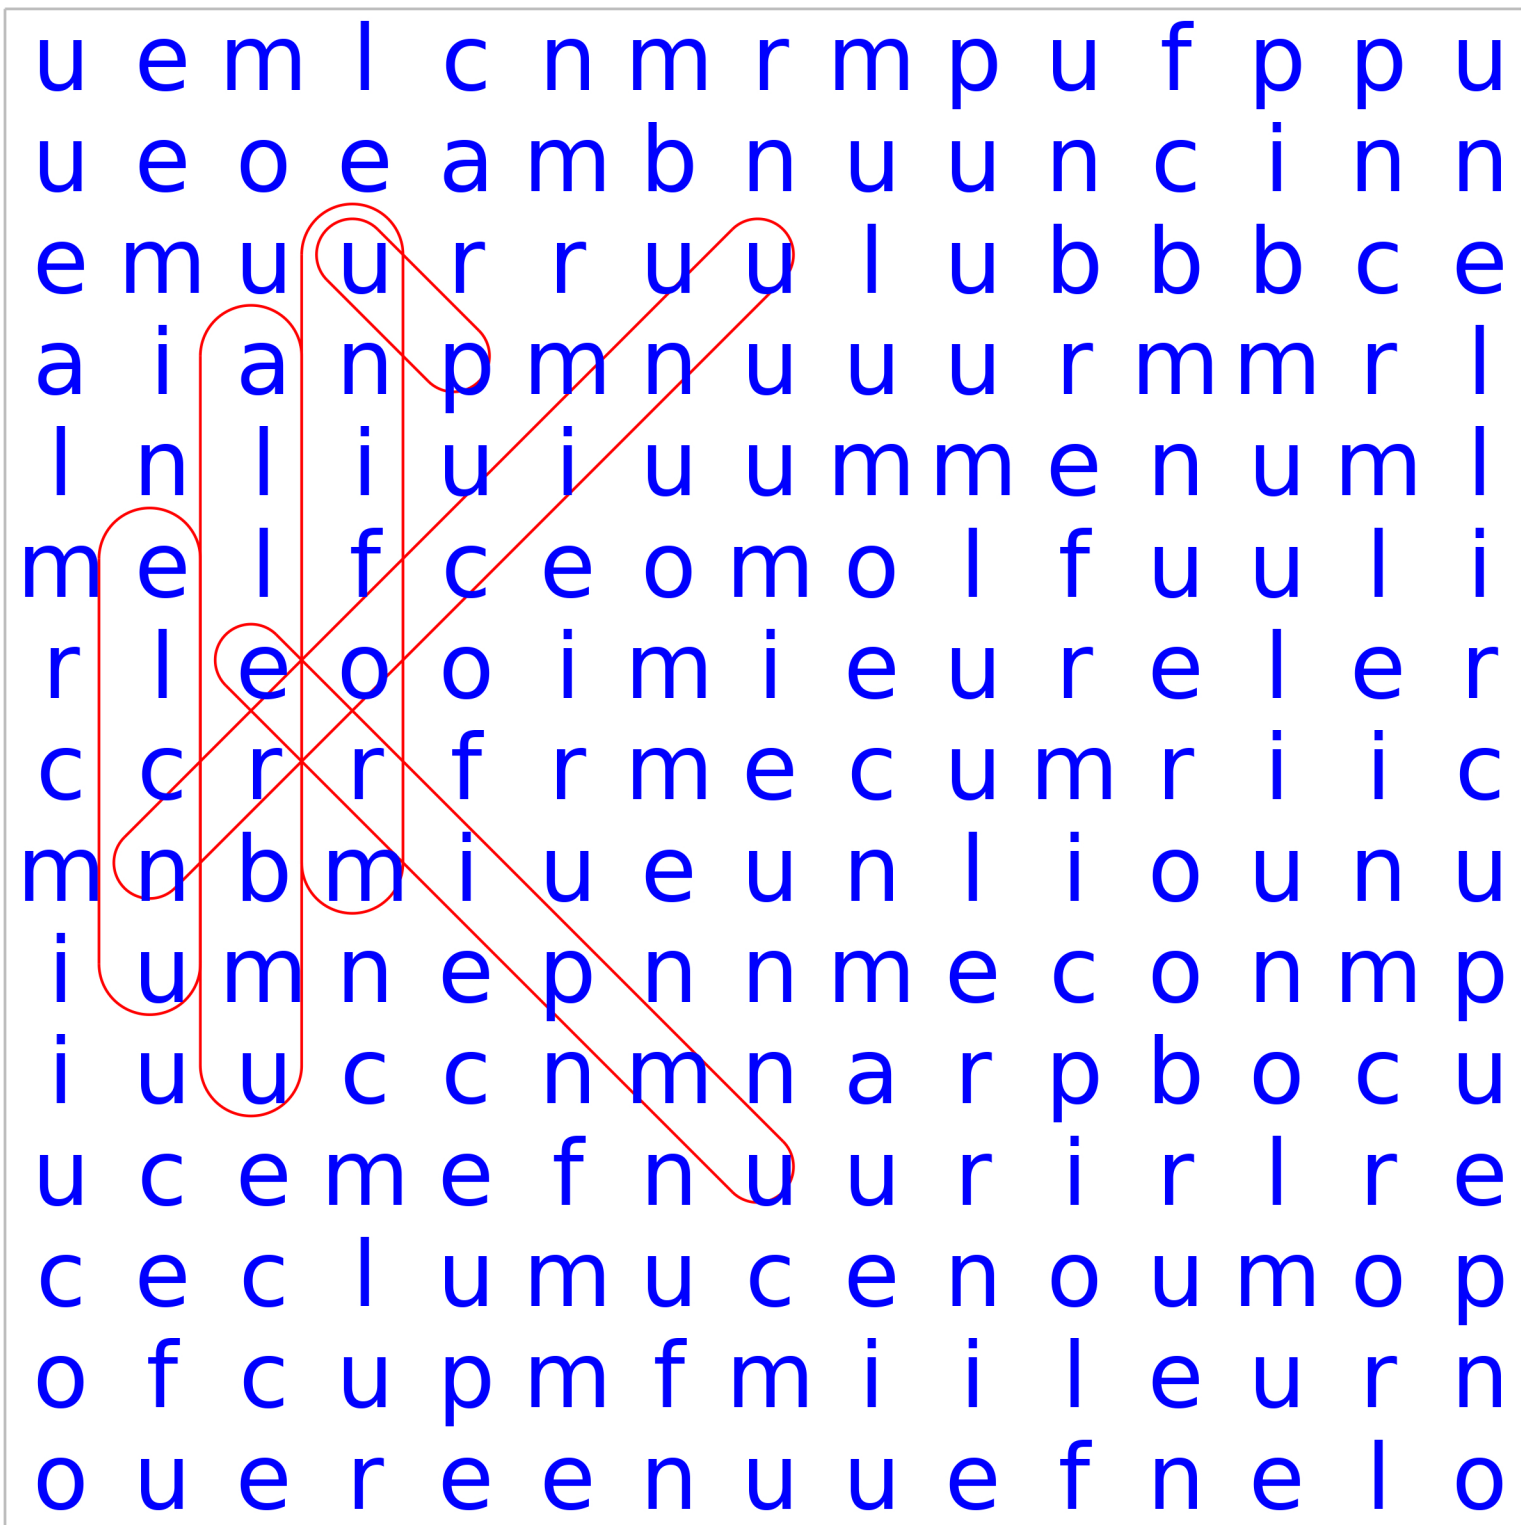 u e m l c n m r m p u f p p u
u e o e a m b n u u n c i n n
e m u u r r u u l u b b b c e
a i a n p m n u u u r m m r l
l n l i u i u u m m e n u m l
m e l f c e o m o l f u u l i
r l e o o i m i e u r e l e r
c c r r f r m e c u m r i i c
m n b m i u e u n l i o u n u
i u m n e p n n m e c o n m p
i u u c c n m n a r p b o c u
u c e m e f n u u r i r l r e
c e c l u m u c e n o u m o p
o f c u p m f m i i l e u r n
o u e r e e n u u e f n e l o